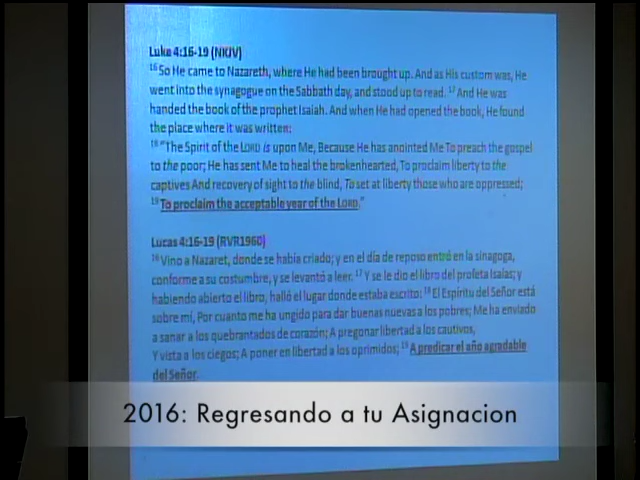 Luke 4:16-19 (NKJV)
16 So He came to Nazareth, where He had been brought up. And as His custom was, He
went into the synagogue on the Sabbath day, and stood up to read. 17 And He was
handed the book of the prophet Isaiah. And when He had opened the book, He found
the place where it was written:
18 "The Spirit of the LORD is upon Me, Because He has anointed Me To preach the gospel
to the poor; He has sent Me to heal the brokenhearted, To proclaim liberty to the
captives And recovery of sight to the blind, To set at liberty those who are oppressed;
19 To proclaim the acceptable year of the LORD."
Lucas 4:16-19 (RVR1960)
16 Vino a Nazaret, donde se había criado; y en el día de reposo entró en la sinagoga,
conforme a su costumbre, y se levantó a leer. 17 Y se le dio el libro del profeta Isaías; y
habiendo abierto el libro, halló el lugar donde estaba escrito: 18 El Espíritu del Señor está
sobre mí, Por cuanto me ha ungido para dar buenas nuevas a los pobres; Me ha enviado
a sanar a los quebrantados de corazón; A pregonar libertad a los cautivos,
Y vista a los ciegos; A poner en libertad a los oprimidos; 19 A predicar el año agradable
del Señor.
2016: Regresando a tu Asignacion